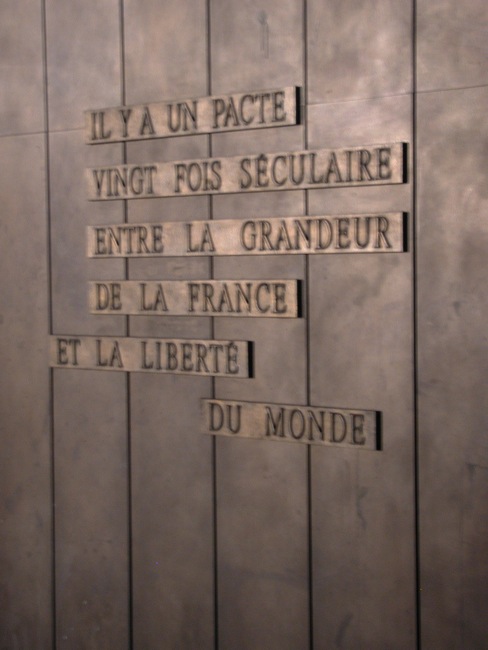 IL Y A UN PACTE
VINGT FOIS SÉCULAIRE
ENTRE LA GRANDEUR
DE LA FRANCE
ET LA LIBERTÉ
DU MONDE